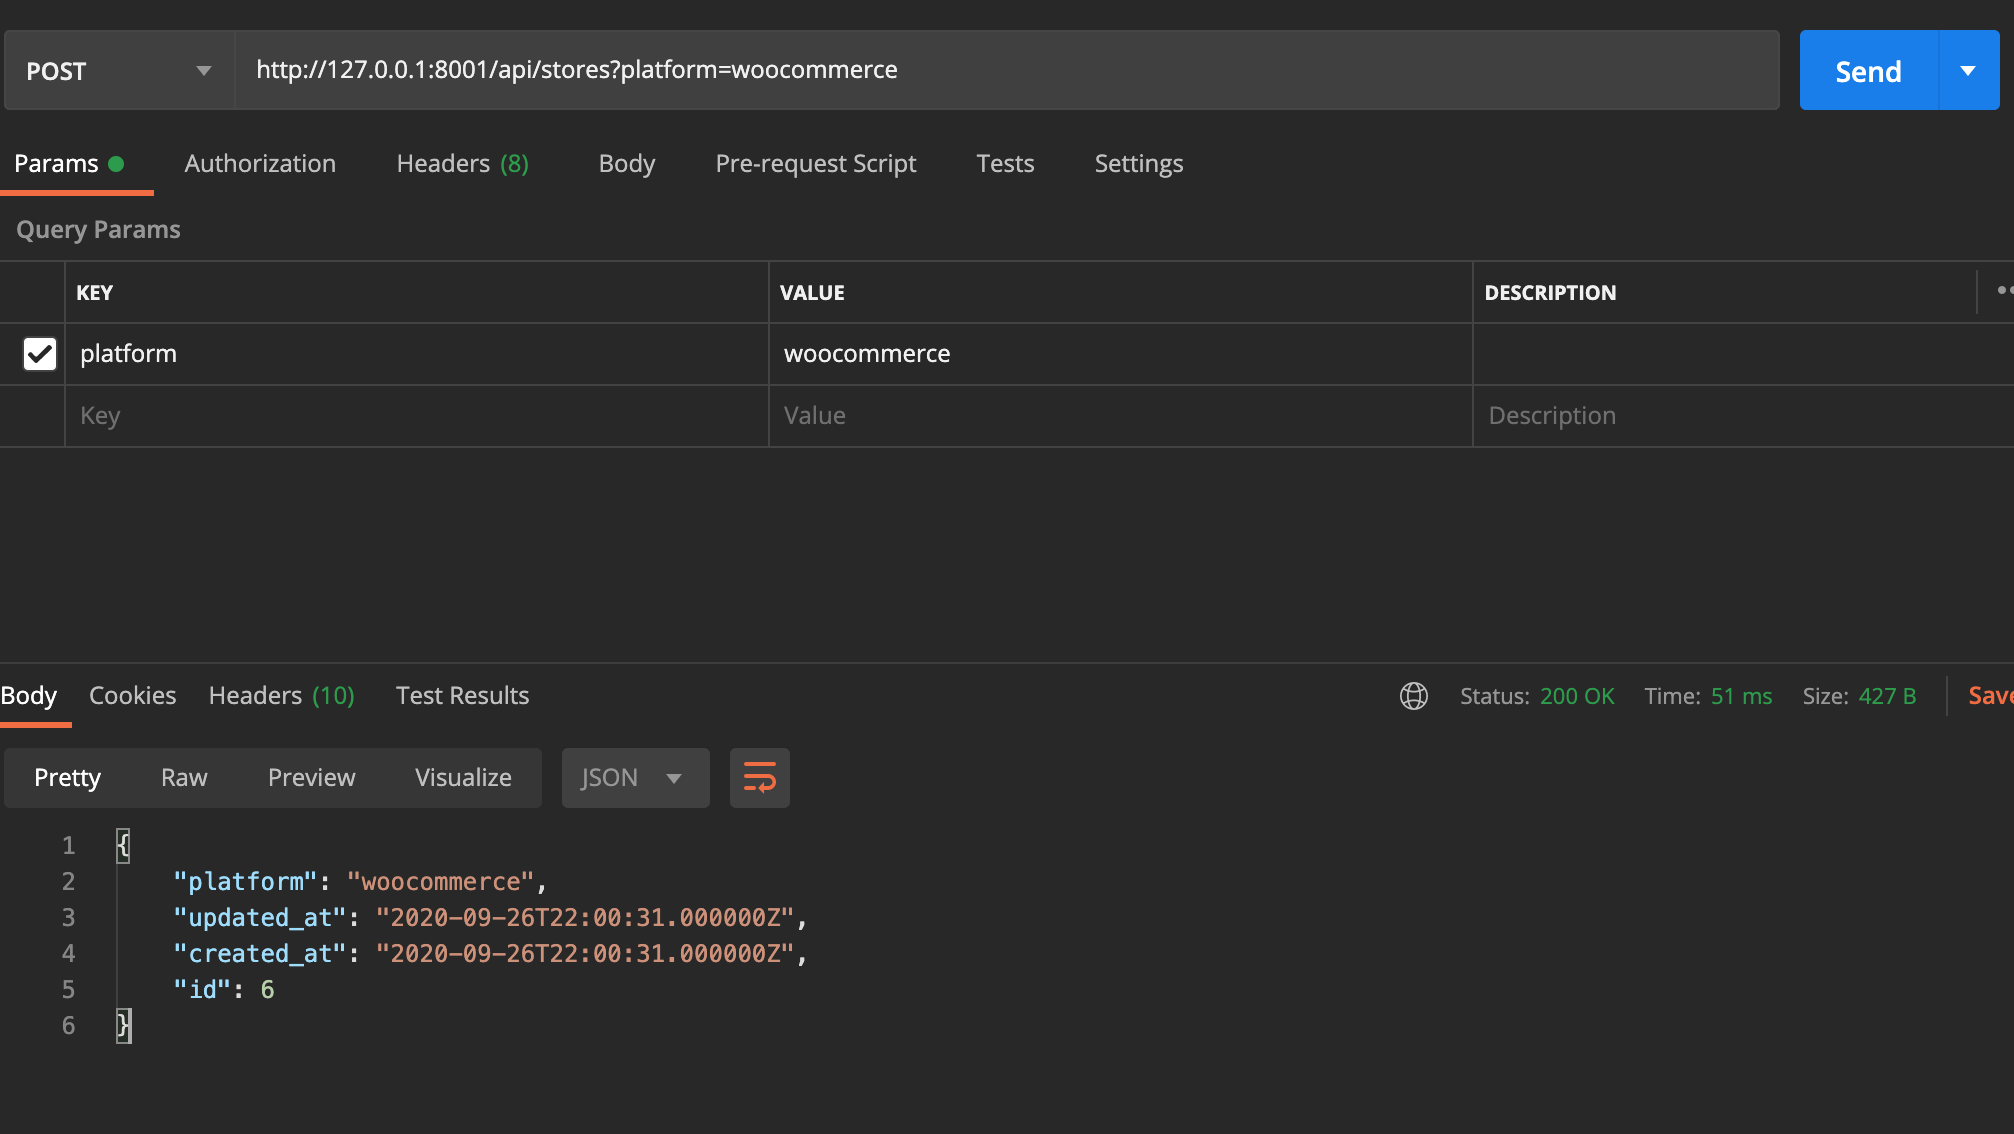 POST http://127.0.0.1:8001/api/stores?platform=woocommerce Send
Params Authorization Headers (8) Body Pre-request Script Tests Settings
Query Params
KEY VALUE DESCRIPTION
platform woocommerce
Key Value Description
Body Cookies Headers (10) Test Results Status: 200 OK Time: 51 ms Size: 427 B Save
Pretty Raw Preview Visualize JSON
1 {
2 "platform": "woocommerce",
3 "updated_at": "2020-09-26T22:00:31.000000Z",
4 "created_at": "2020-09-26T22:00:31.000000Z",
5 "id": 6
6 }